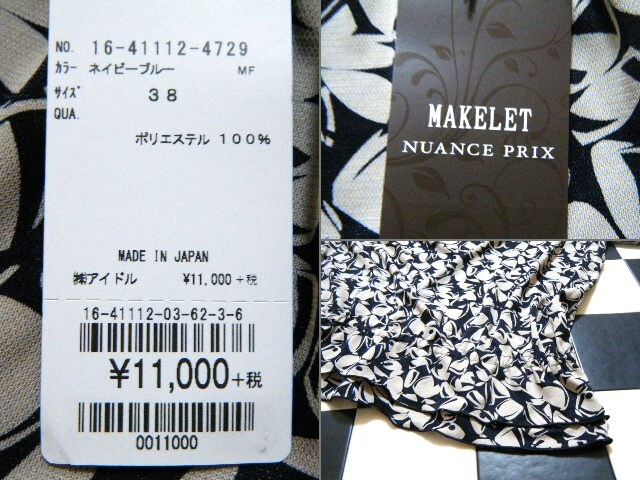 NO. 16-41112-4729
カラー ネイビーブルー MF
サイズ 38
QUA.
ポリエステル 100%
MADE IN JAPAN
㈱アイドル ¥11,000+税
16-41112-03-62-3-6
¥11,000+税
0011000
MAKELET
NUANCE PRIX